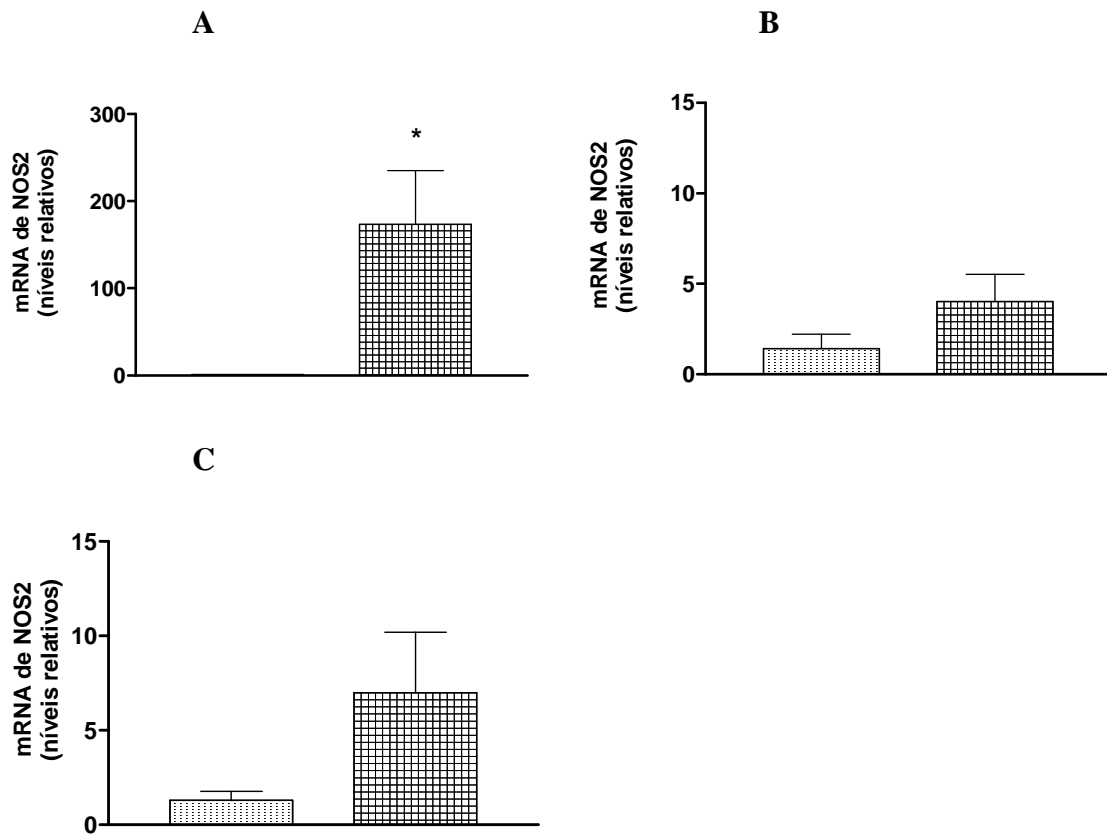 A
mRNA de NOS2
(níveis relativos)
300
200
100
0
*
B
mRNA de NOS2
(níveis relativos)
15
10
5
0
C
mRNA de NOS2
(níveis relativos)
15
10
5
0